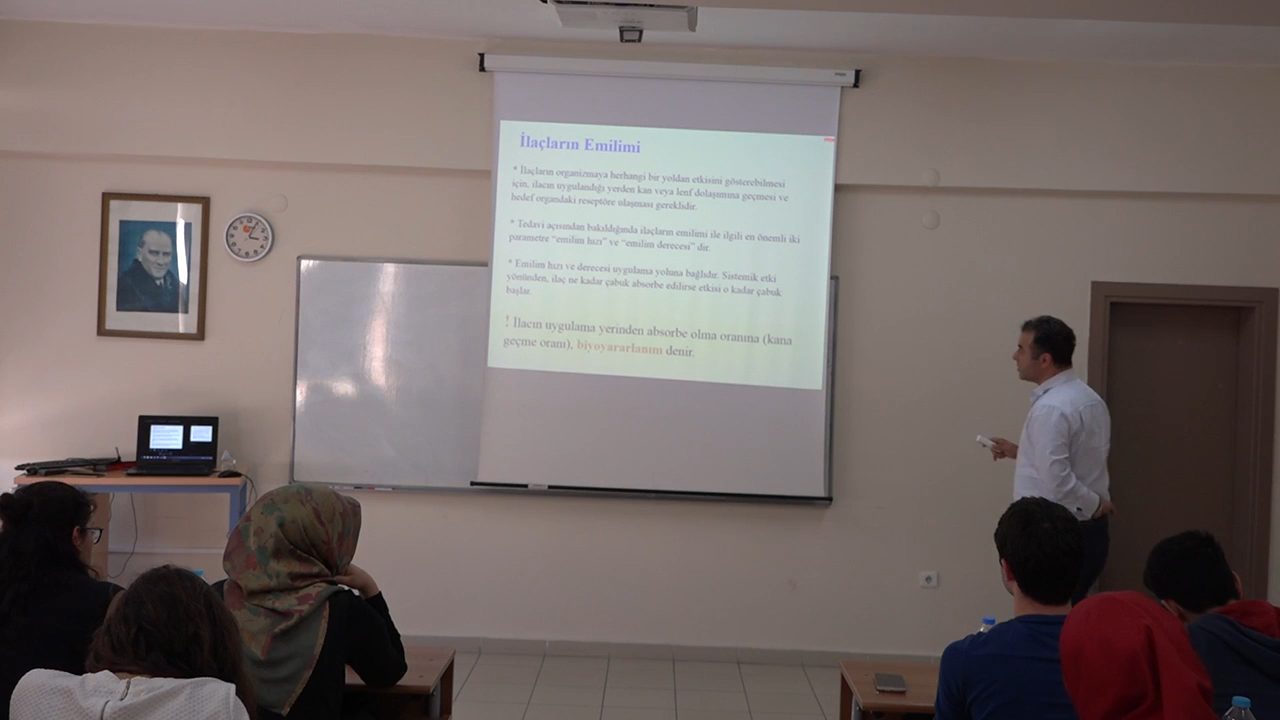 İlaçların Emilimi
* İlaçların organizmaya herhangi bir yoldan etkisini gösterebilmesi
için, ilacın uygulandığı yerden kan veya lenf dolaşımına geçmesi ve
hedef organdaki reseptöre ulaşması gereklidir.
* Tedavi açısından bakıldığında ilaçların emilimi ile ilgili en önemli iki
parametre “emilim hızı” ve “emilim derecesi” dir.
* Emilim hızı ve derecesi uygulama yoluna bağlıdır. Sistemik etki
yönünden, ilaç ne kadar çabuk absorbe edilirse etkisi o kadar çabuk
başlar.
! İlacın uygulama yerinden absorbe olma oranına (kana
geçme oranı), biyoyararlanım denir.